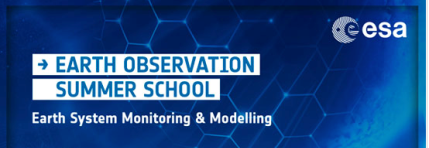 esa
→ EARTH OBSERVATION
SUMMER SCHOOL
Earth System Monitoring & Modelling